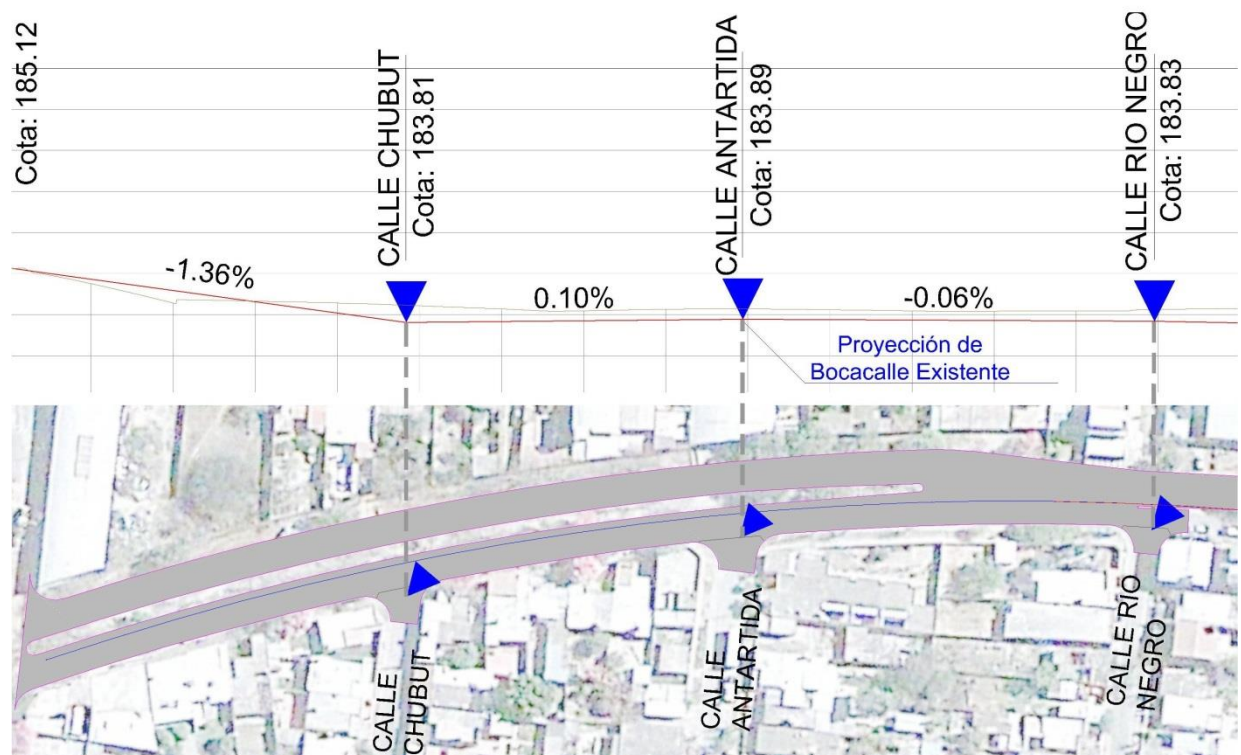 Cota: 185.12
CALLE CHUBUT
Cota: 183.81
CALLE ANTARTIDA
Cota: 183.89
CALLE RIO NEGRO
Cota: 183.83
-1.36%
0.10%
-0.06%
Proyección de
Bocacalle Existente
CALLE
CHUBUT
CALLE
ANTARTIDA
CALLE RIO
NEGRO